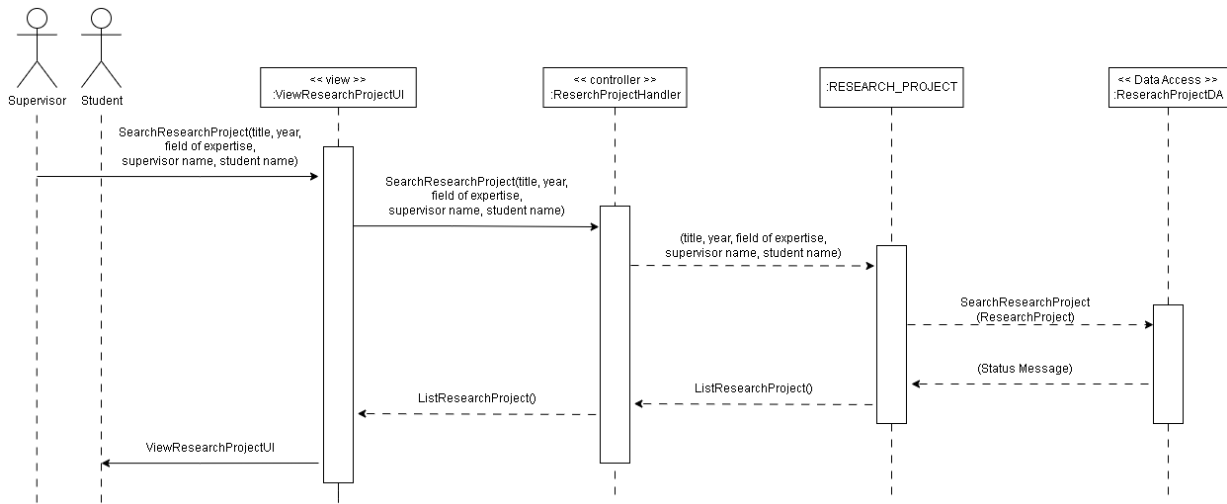 Supervisor
Student
<< view >>
:ViewResearchProjectUI
<< controller >>
:ReserchProjectHandler
:RESEARCH_PROJECT
<< Data Access >>
:ReserachProjectDA
SearchResearchProject(title, year,
field of expertise,
supervisor name, student name)
SearchResearchProject(title, year,
field of expertise,
supervisor name, student name)
(title, year, field of expertise,
supervisor name, student name)
SearchResearchProject
(ResearchProject)
(Status Message)
ListResearchProject()
ListResearchProject()
ViewResearchProjectUI